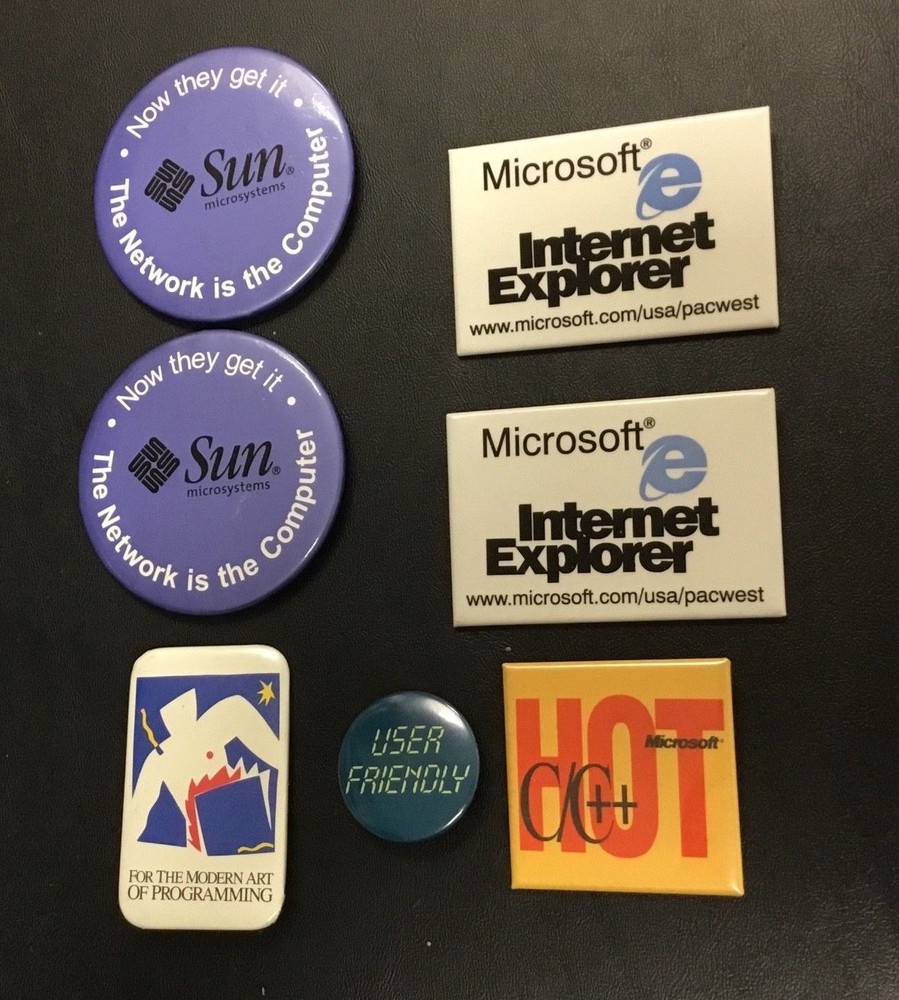 Now they get it
Sun®
microsystems
The Network is the Computer
Microsoft®
Internet
Explorer
www.microsoft.com/usa/pacwest
Now they get it
Sun®
microsystems
The Network is the Computer
Microsoft®
Internet
Explorer
www.microsoft.com/usa/pacwest
FOR THE MODERN ART
OF PROGRAMMING
USER
FRIENDLY
HOT
Microsoft®
C/C++